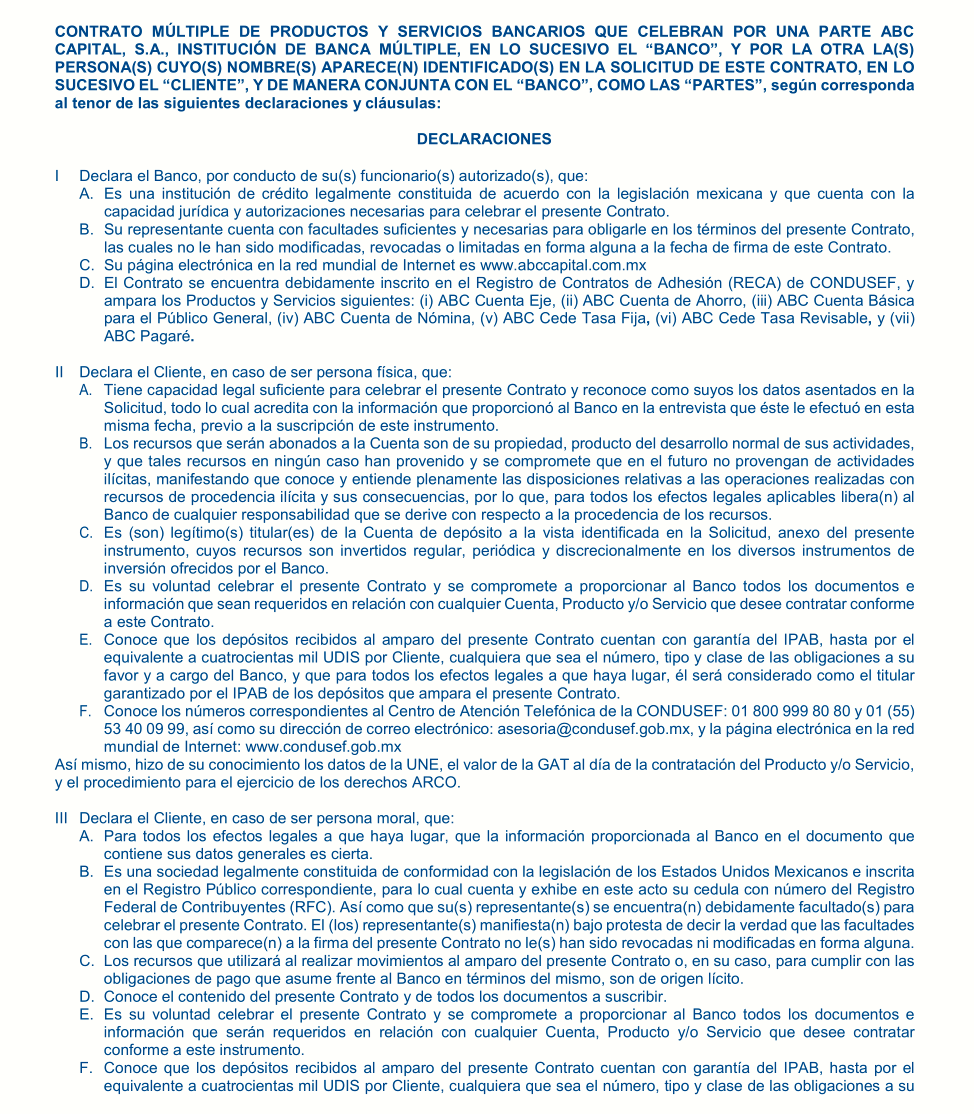 CONTRATO MÚLTIPLE DE PRODUCTOS Y SERVICIOS BANCARIOS QUE CELEBRAN POR UNA PARTE ABC
CAPITAL, S.A., INSTITUCIÓN DE BANCA MÚLTIPLE, EN LO SUCESIVO EL “BANCO”, Y POR LA OTRA LA(S)
PERSONA(S) CUYO(S) NOMBRE(S) APARECE(N) IDENTIFICADO(S) EN LA SOLICITUD DE ESTE CONTRATO, EN LO
SUCESIVO EL “CLIENTE”, Y DE MANERA CONJUNTA CON EL “BANCO”, COMO LAS “PARTES”, según corresponda
al tenor de las siguientes declaraciones y cláusulas:
DECLARACIONES
I Declara el Banco, por conducto de su(s) funcionario(s) autorizado(s), que:
A. Es una institución de crédito legalmente constituida de acuerdo con la legislación mexicana y que cuenta con la
capacidad jurídica y autorizaciones necesarias para celebrar el presente Contrato.
B. Su representante cuenta con facultades suficientes y necesarias para obligarle en los términos del presente Contrato,
las cuales no le han sido modificadas, revocadas o limitadas en forma alguna a la fecha de firma de este Contrato.
C. Su página electrónica en la red mundial de Internet es www.abccapital.com.mx
D. El Contrato se encuentra debidamente inscrito en el Registro de Contratos de Adhesión (RECA) de CONDUSEF, y
ampara los Productos y Servicios siguientes: (i) ABC Cuenta Eje, (ii) ABC Cuenta de Ahorro, (iii) ABC Cuenta Básica
para el Público General, (iv) ABC Cuenta de Nómina, (v) ABC Cede Tasa Fija, (vi) ABC Cede Tasa Revisable, y (vii)
ABC Pagaré.
II Declara el Cliente, en caso de ser persona física, que:
A. Tiene capacidad legal suficiente para celebrar el presente Contrato y reconoce como suyos los datos asentados en la
Solicitud, todo lo cual acredita con la información que proporcionó al Banco en la entrevista que éste le efectuó en esta
misma fecha, previo a la suscripción de este instrumento.
B. Los recursos que serán abonados a la Cuenta son de su propiedad, producto del desarrollo normal de sus actividades,
y que tales recursos en ningún caso han provenido y se compromete que en el futuro no provengan de actividades
ilícitas, manifestando que conoce y entiende plenamente las disposiciones relativas a las operaciones realizadas con
recursos de procedencia ilícita y sus consecuencias, por lo que, para todos los efectos legales aplicables libera(n) al
Banco de cualquier responsabilidad que se derive con respecto a la procedencia de los recursos.
C. Es (son) legítimo(s) titular(es) de la Cuenta de depósito a la vista identificada en la Solicitud, anexo del presente
instrumento, cuyos recursos son invertidos regular, periódica y discrecionalmente en los diversos instrumentos de
inversión ofrecidos por el Banco.
D. Es su voluntad celebrar el presente Contrato y se compromete a proporcionar al Banco todos los documentos e
información que sean requeridos en relación con cualquier Cuenta, Producto y/o Servicio que desee contratar conforme
a este Contrato.
E. Conoce que los depósitos recibidos al amparo del presente Contrato cuentan con garantía del IPAB, hasta por el
equivalente a cuatrocientas mil UDIS por Cliente, cualquiera que sea el número, tipo y clase de las obligaciones a su
favor y a cargo del Banco, y que para todos los efectos legales a que haya lugar, él será considerado como el titular
garantizado por el IPAB de los depósitos que ampara el presente Contrato.
F. Conoce los números correspondientes al Centro de Atención Telefónica de la CONDUSEF: 01 800 999 80 80 y 01 (55)
53 40 09 99, así como su dirección de correo electrónico: asesoria@condusef.gob.mx, y la página electrónica en la red
mundial de Internet: www.condusef.gob.mx
Así mismo, hizo de su conocimiento los datos de la UNE, el valor de la GAT al día de la contratación del Producto y/o Servicio,
y el procedimiento para el ejercicio de los derechos ARCO.
III Declara el Cliente, en caso de ser persona moral, que:
A. Para todos los efectos legales a que haya lugar, que la información proporcionada al Banco en el documento que
contiene sus datos generales es cierta.
B. Es una sociedad legalmente constituida de conformidad con la legislación de los Estados Unidos Mexicanos e inscrita
en el Registro Público correspondiente, para lo cual cuenta y exhibe en este acto su cedula con número del Registro
Federal de Contribuyentes (RFC). Así como que su(s) representante(s) se encuentra(n) debidamente facultado(s) para
celebrar el presente Contrato. El (los) representante(s) manifiesta(n) bajo protesta de decir la verdad que las facultades
con las que comparece(n) a la firma del presente Contrato no le(s) han sido revocadas ni modificadas en forma alguna.
C. Los recursos que utilizará al realizar movimientos al amparo del presente Contrato o, en su caso, para cumplir con las
obligaciones de pago que asume frente al Banco en términos del mismo, son de origen lícito.
D. Conoce el contenido del presente Contrato y de todos los documentos a suscribir.
E. Es su voluntad celebrar el presente Contrato y se compromete a proporcionar al Banco todos los documentos e
información que serán requeridos en relación con cualquier Cuenta, Producto y/o Servicio que desee contratar
conforme a este instrumento.
F. Conoce que los depósitos recibidos al amparo del presente Contrato cuentan con garantía del IPAB, hasta por el
equivalente a cuatrocientas mil UDIS por Cliente, cualquiera que sea el número, tipo y clase de las obligaciones a su